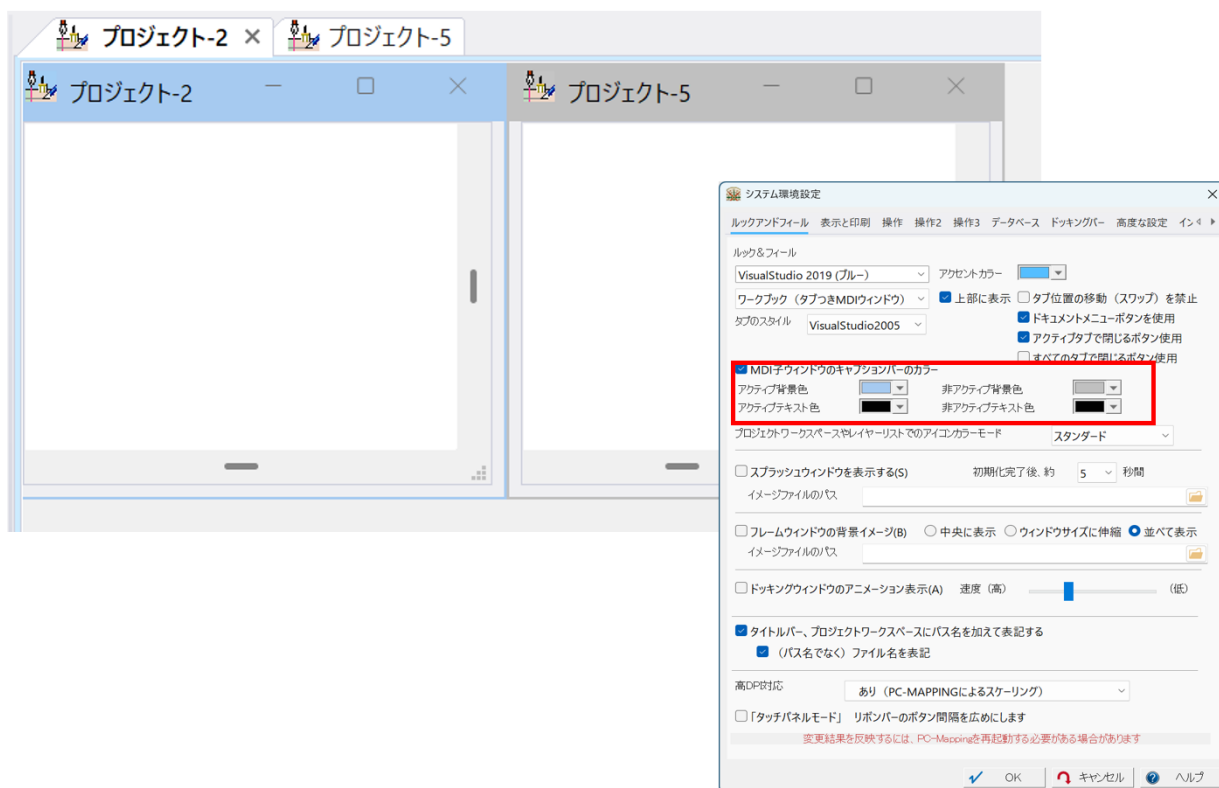 プロジェクト-2 プロジェクト-5
プロジェクト-2
プロジェクト-5
システム環境設定
ルックアンドフィール 表示と印刷 操作 操作2 操作3 データベース ドッキングバー 高度な設定 イン
ルック&フィール
VisualStudio 2019 (ブルー) アクセントカラー
ワークブック（タブつきMDIウィンドウ） 上部に表示 タブ位置の移動（スワップ）を禁止
タブのスタイル VisualStudio2005 ドキュメントメニューボタンを使用
アクティブタブで閉じるボタン使用
すべてのタブで閉じるボタン使用
MDI子ウィンドウのキャプションバーのカラー
アクティブ背景色 非アクティブ背景色
アクティブテキスト色 非アクティブテキスト色
プロジェクトワークスペースやレイヤーリストでのアイコンカラーモード スタンダード
スプラッシュウィンドウを表示する(S) 初期化完了後、約 5 秒間
イメージファイルのパス
フレームウィンドウの背景イメージ(B) 中央に表示 ウィンドウサイズに伸縮 並べて表示
イメージファイルのパス
ドッキングウィンドウのアニメーション表示(A) 速度（高） （低）
タイトルバー、プロジェクトワークスペースにパス名を加えて表記する
（パス名でなく）ファイル名を表記
高DPI対応 あり（PC-MAPPINGによるスケーリング）
「タッチパネルモード」 リボンバーのボタン間隔を広めにします
変更結果を反映するには、PC-Mappingを再起動する必要がある場合があります
OK キャンセル ヘルプ